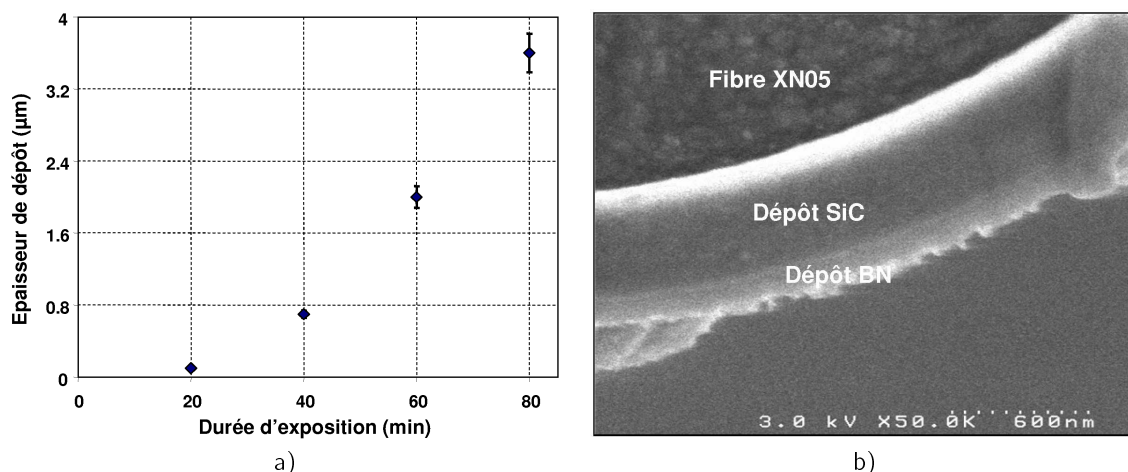 4
3.2
2.4
1.6
0.8
0
Epaisseur de dépôt (µm)
0 20 40 60 80
Durée d'exposition (min)
a)
Fibre XN05
Dépôt SiC
Dépôt BN
3.0 kV X50.0K 600nm
b)